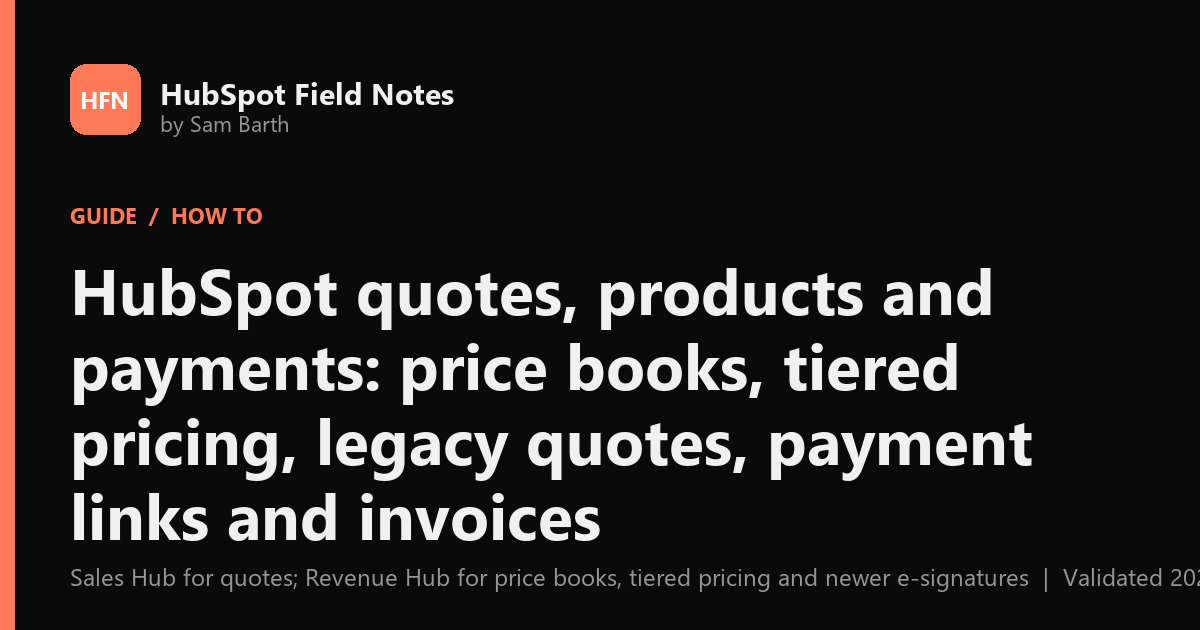 HFN
HubSpot Field Notes
by Sam Barth
GUIDE / HOW TO
HubSpot quotes, products and
payments: price books, tiered
pricing, legacy quotes, payment
links and invoices
Sales Hub for quotes; Revenue Hub for price books, tiered pricing and newer e-signatures | Validated